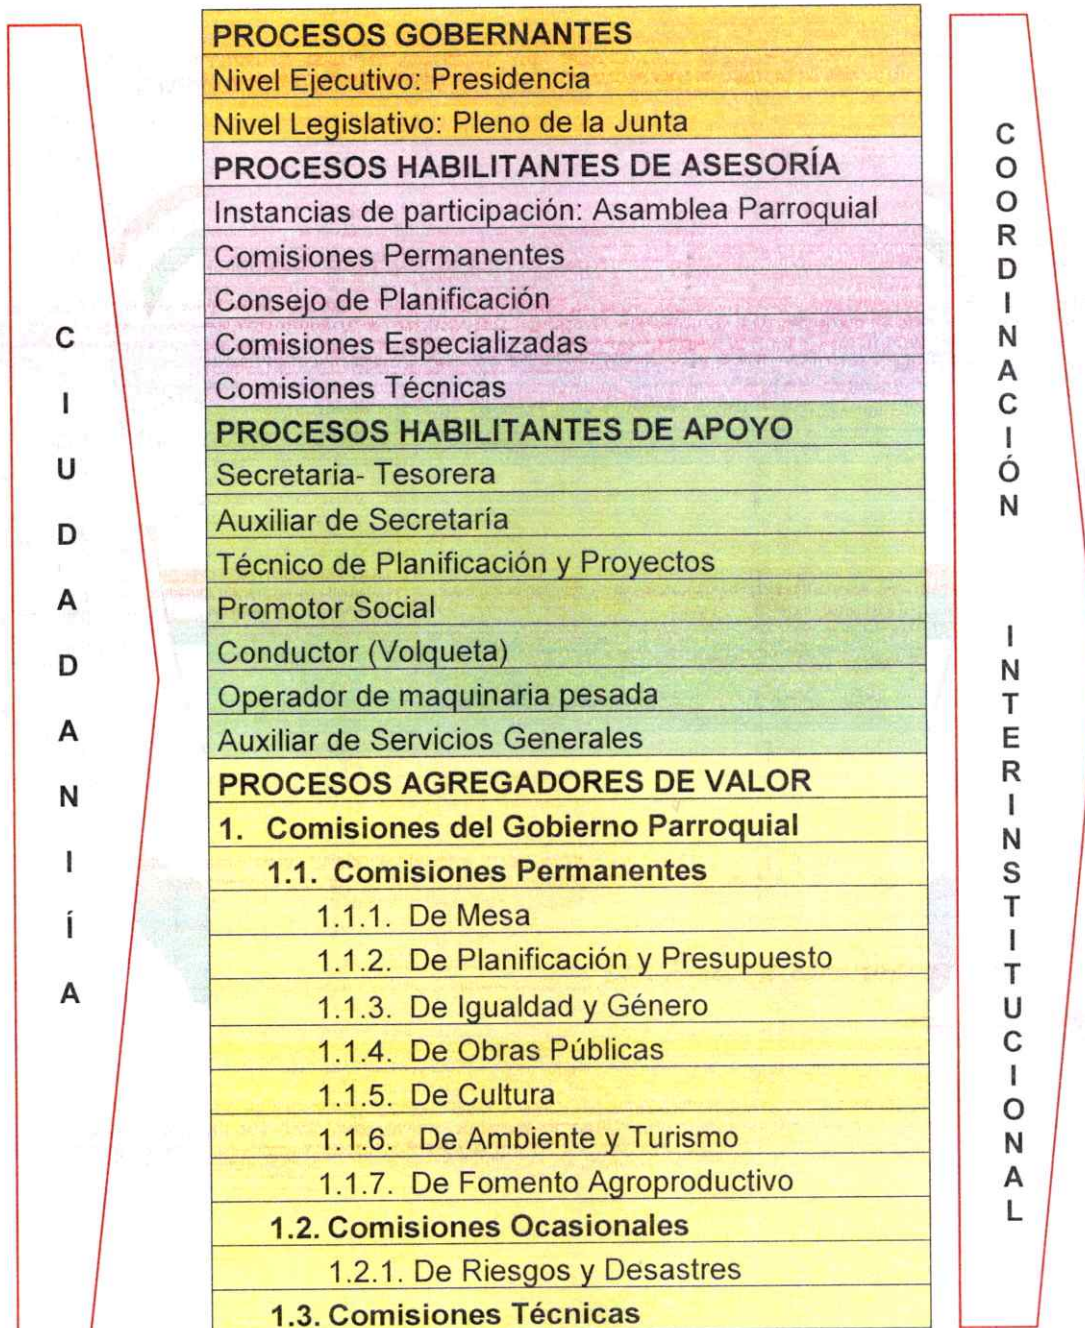 CIUDADANÍA
PROCESOS GOBERNANTES
Nivel Ejecutivo: Presidencia
Nivel Legislativo: Pleno de la Junta
PROCESOS HABILITANTES DE ASESORÍA
Instancias de participación: Asamblea Parroquial
Comisiones Permanentes
Consejo de Planificación
Comisiones Especializadas
Comisiones Técnicas
PROCESOS HABILITANTES DE APOYO
Secretaria- Tesorera
Auxiliar de Secretaría
Técnico de Planificación y Proyectos
Promotor Social
Conductor (Volqueta)
Operador de maquinaria pesada
Auxiliar de Servicios Generales
PROCESOS AGREGADORES DE VALOR
1. Comisiones del Gobierno Parroquial
1.1. Comisiones Permanentes
1.1.1. De Mesa
1.1.2. De Planificación y Presupuesto
1.1.3. De Igualdad y Género
1.1.4. De Obras Públicas
1.1.5. De Cultura
1.1.6. De Ambiente y Turismo
1.1.7. De Fomento Agroproductivo
1.2. Comisiones Ocasionales
1.2.1. De Riesgos y Desastres
1.3. Comisiones Técnicas
COORDINACIÓN INTERINSTITUCIONAL